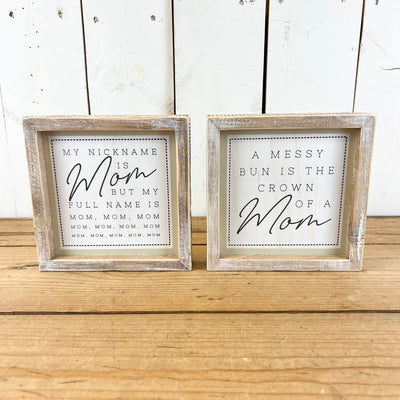 MY NICKNAME
IS
Mom
BUT MY
FULL NAME IS
MOM, MOM, MOM
MOM, MOM, MOM, MOM
MOM, MOM, MOM, MOM, MOM
A MESSY
BUN IS THE
CROWN
OF A
Mom